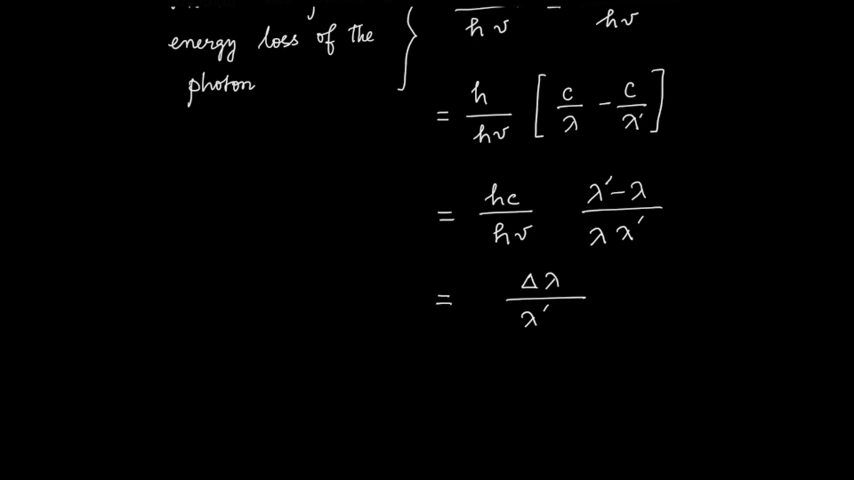 energy loss of the
photon
hν = hν
= h/hν [ c/λ - c/λ′ ]
= hc/hν λ′-λ/λλ′
= Δλ/λ′